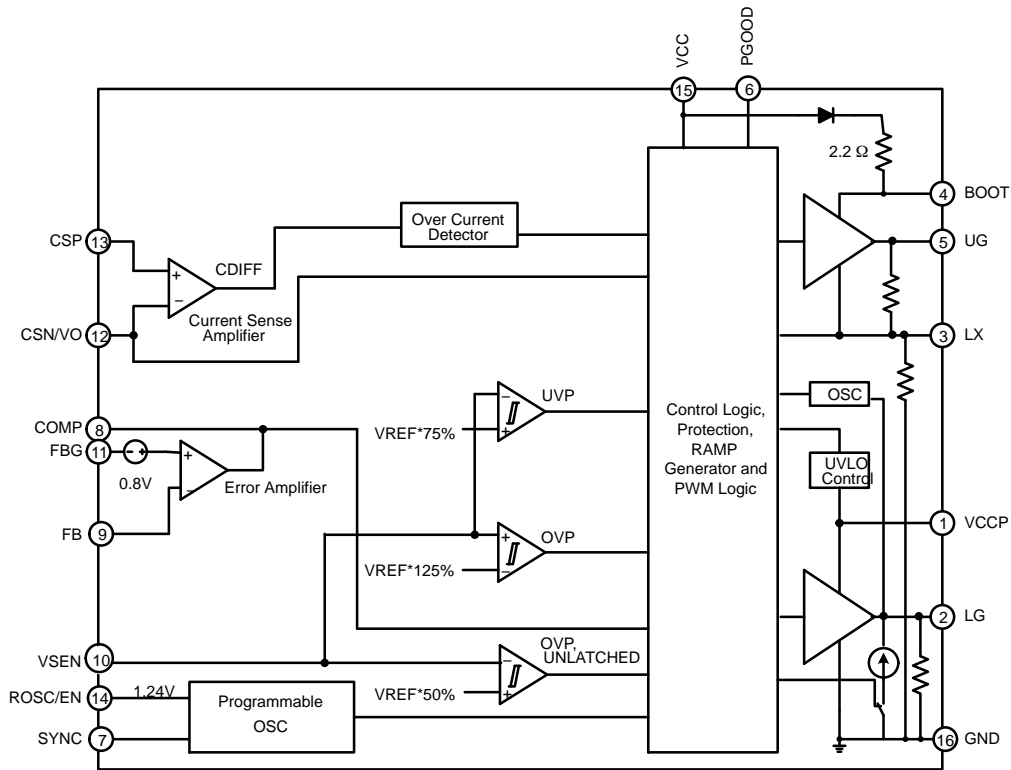 VCC
PGOOD
15
6
2.2 Ω
4
BOOT
Over Current
Detector
CSP
13
5
UG
+
CDIFF
−
Current Sense
Amplifier
CSN/VO
12
3
LX
−
UVP
OSC
COMP
8
VREF*75%
+
Control Logic,
Protection,
RAMP
Generator and
PWM Logic
FBG
11
- +
+
0.8V
Error Amplifier
−
UVLO
Control
FB
9
1
VCCP
+
OVP
VREF*125%
−
2
LG
OVP,
UNLATCHED
VSEN
10
−
ROSC/EN
14
1.24V
VREF*50%
+
Programmable
OSC
SYNC
7
16
GND